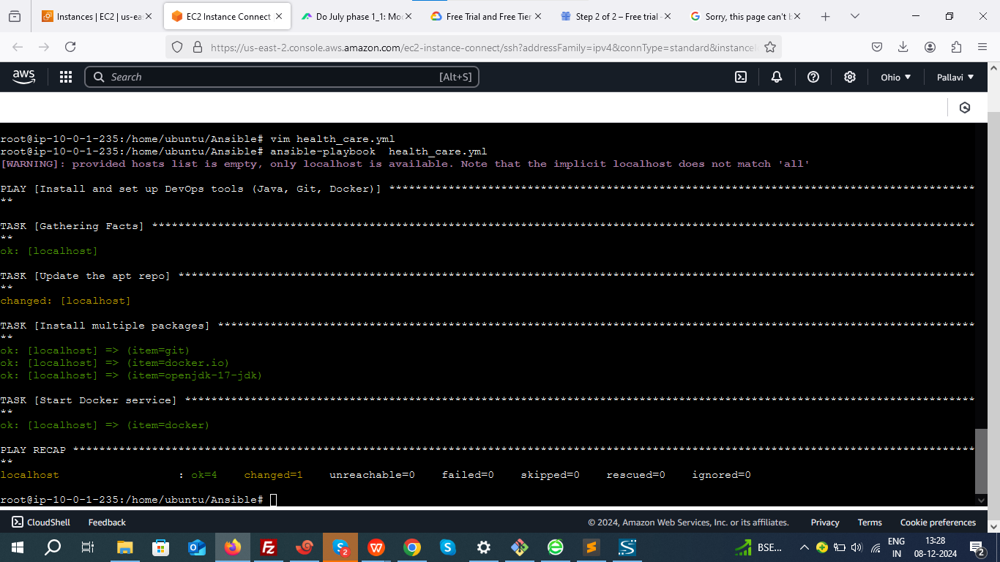 Instances | EC2 | us-ea
EC2 Instance Connect
Do July phase 1_1: Mo
Free Trial and Free Tier
Step 2 of 2 – Free trial -
Sorry, this page can't b
https://us-east-2.console.aws.amazon.com/ec2-instance-connect/ssh?addressFamily=ipv4&connType=standard&instanceI
aws
Search
[Alt+S]
Ohio
Pallavi
root@ip-10-0-1-235:/home/ubuntu/Ansible# vim health_care.yml
root@ip-10-0-1-235:/home/ubuntu/Ansible# ansible-playbook  health_care.yml
[WARNING]: provided hosts list is empty, only localhost is available. Note that the implicit localhost does not match 'all'
PLAY [Install and set up DevOps tools (Java, Git, Docker)] *****************************************************************************************
**
TASK [Gathering Facts] *****************************************************************************************************************************
**
ok: [localhost]
TASK [Update the apt repo] *************************************************************************************************************************
**
changed: [localhost]
TASK [Install multiple packages] *******************************************************************************************************************
**
ok: [localhost] => (item=git)
ok: [localhost] => (item=docker.io)
ok: [localhost] => (item=openjdk-17-jdk)
TASK [Start Docker service] ************************************************************************************************************************
**
ok: [localhost] => (item=docker)
PLAY RECAP *****************************************************************************************************************************************
**
localhost                  : ok=4    changed=1    unreachable=0    failed=0    skipped=0    rescued=0    ignored=0
root@ip-10-0-1-235:/home/ubuntu/Ansible#
CloudShell
Feedback
© 2024, Amazon Web Services, Inc. or its affiliates.
Privacy
Terms
Cookie preferences
BSE...
ENG
IN
13:28
08-12-2024
2
2